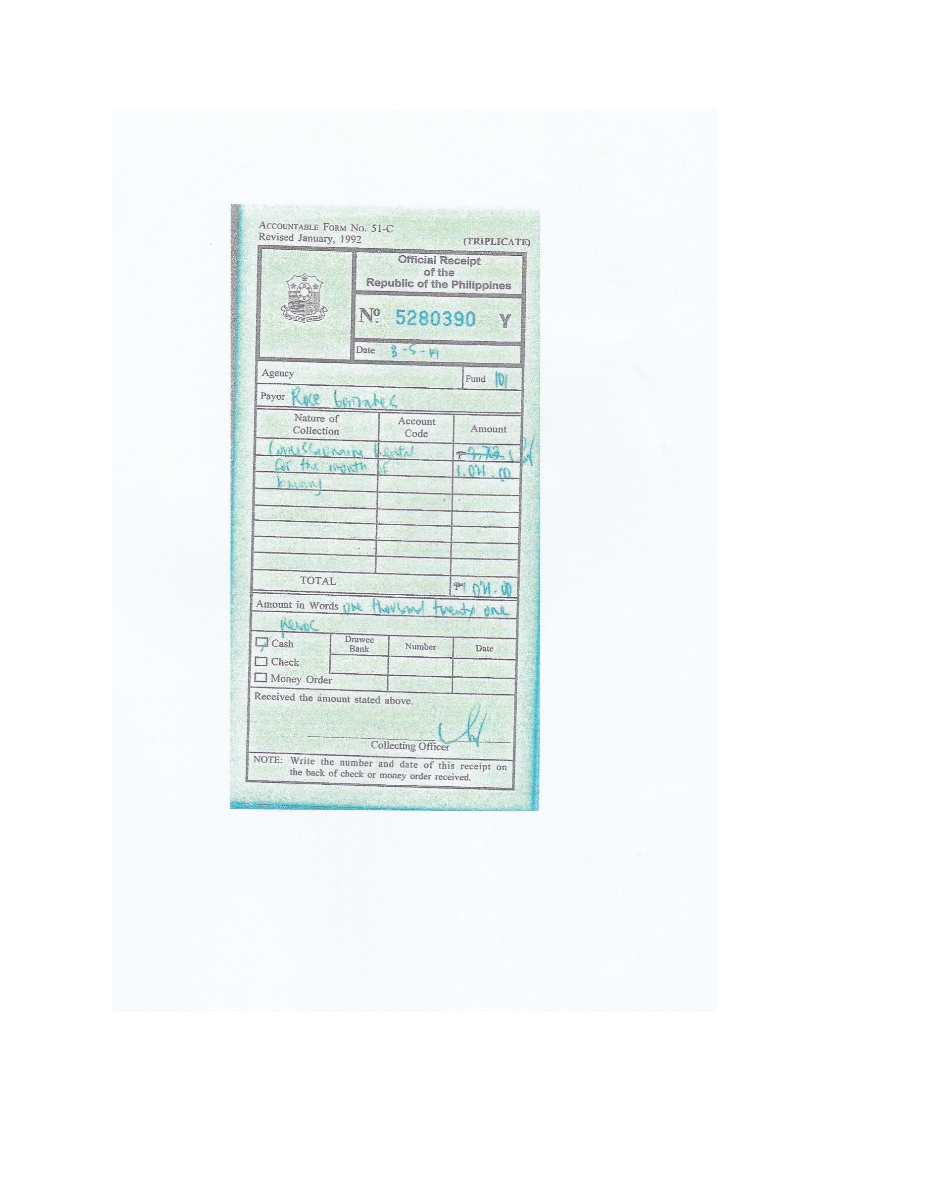 ACCOUNTABLE FORM NO. 51-C
Revised January, 1992 (TRIPLICATE)
Official Receipt
of the
Republic of the Philippines
Nº 5280390 Y
Date 3-5-19
Agency
Fund 101
Payor Rose
Nature of Collection Account Code Amount
Rental
for the month of 1,021.00
TOTAL ₱1,021.00
Amount in Words one thousand twenty one
pesos
Cash Drawee Bank Number Date
Check
Money Order
Received the amount stated above.
Collecting Officer
NOTE: Write the number and date of this receipt on
the back of check or money order received.